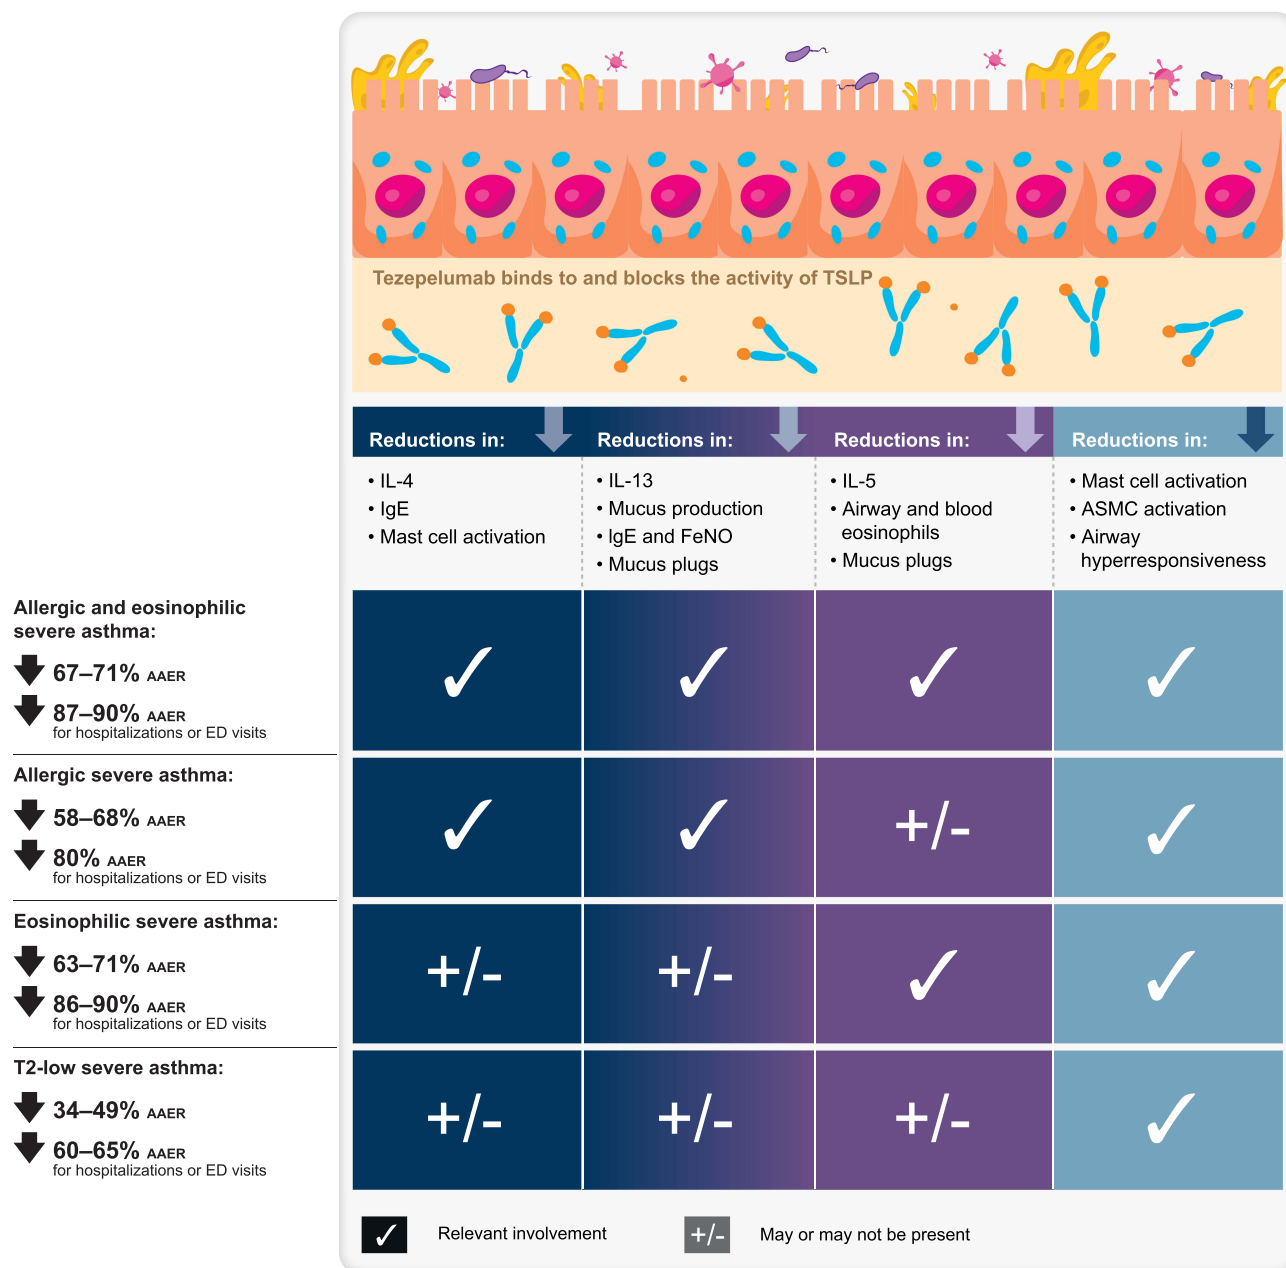 Tezepelumab binds to and blocks the activity of TSLP
Reductions in:
• IL-4
• IgE
• Mast cell activation
Reductions in:
• IL-13
• Mucus production
• IgE and FeNO
• Mucus plugs
Reductions in:
• IL-5
• Airway and blood
eosinophils
• Mucus plugs
Reductions in:
• Mast cell activation
• ASMC activation
• Airway
hyperresponsiveness
Allergic and eosinophilic
severe asthma:
67–71% AAER
87–90% AAER
for hospitalizations or ED visits
✓ ✓ ✓ ✓
Allergic severe asthma:
58–68% AAER
80% AAER
for hospitalizations or ED visits
✓ ✓ +/- ✓
Eosinophilic severe asthma:
63–71% AAER
86–90% AAER
for hospitalizations or ED visits
+/- +/- ✓ ✓
T2-low severe asthma:
34–49% AAER
60–65% AAER
for hospitalizations or ED visits
+/- +/- +/- ✓
✓ Relevant involvement
+/- May or may not be present